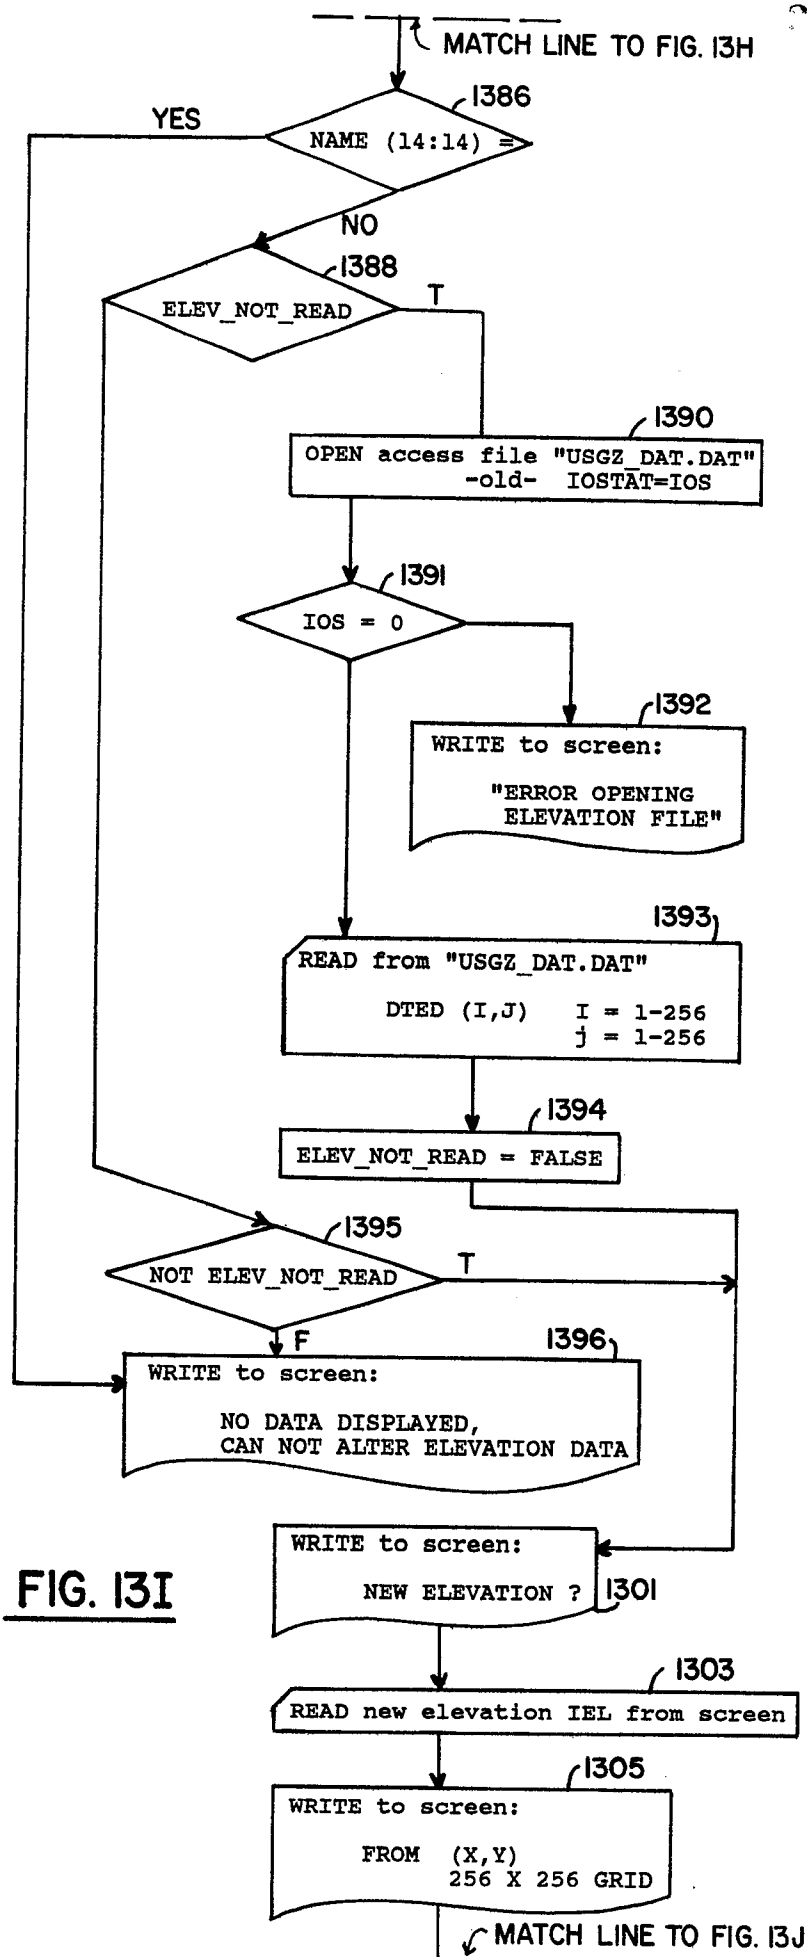 MATCH LINE TO FIG. 13H
1386
YES
NAME (14:14) =
NO
1388
T
ELEV_NOT_READ
1390
OPEN access file "USGZ_DAT.DAT"
-old- IOSTAT=IOS
1391
IOS = 0
1392
WRITE to screen:
"ERROR OPENING
ELEVATION FILE"
1393
READ from "USGZ_DAT.DAT"
DTED (I,J) I = 1-256
j = 1-256
1394
ELEV_NOT_READ = FALSE
1395
NOT ELEV_NOT_READ
T
F
1396
WRITE to screen:
NO DATA DISPLAYED,
CAN NOT ALTER ELEVATION DATA
WRITE to screen:
NEW ELEVATION ?
1301
FIG. 13I
1303
READ new elevation IEL from screen
1305
WRITE to screen:
FROM (X,Y)
256 X 256 GRID
MATCH LINE TO FIG. 13J